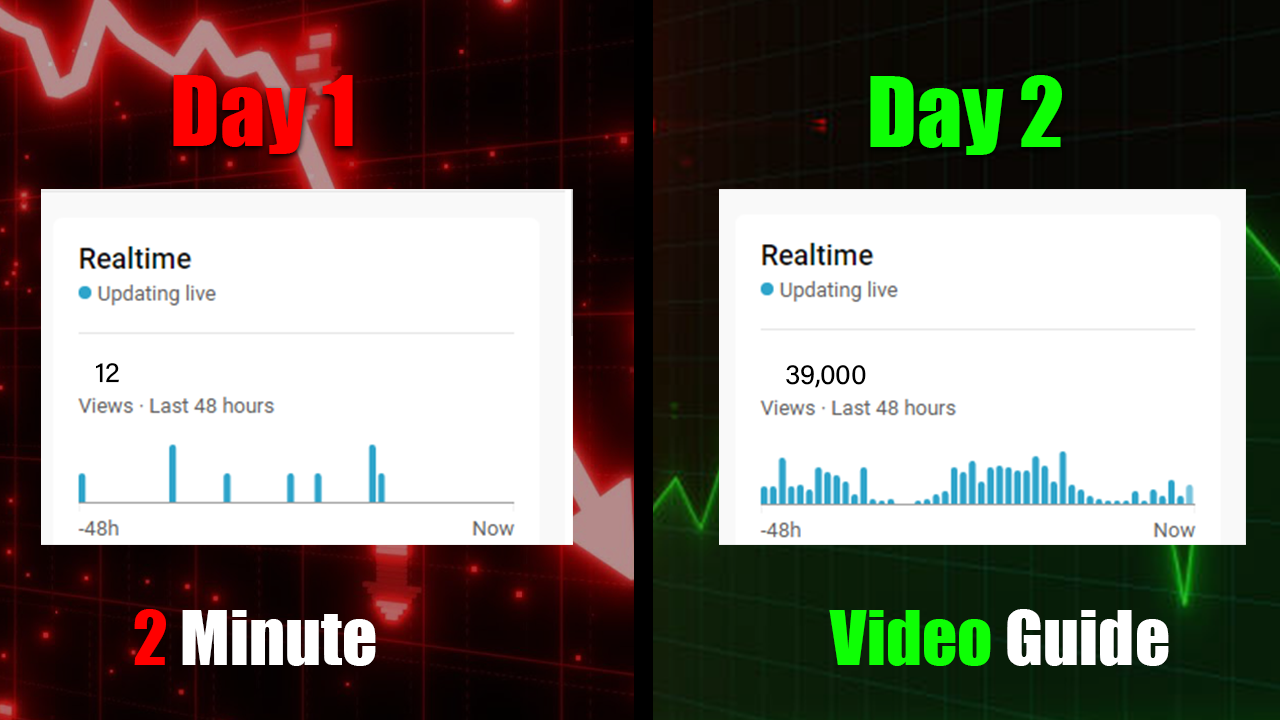 Day 1
Realtime
Updating live
12
Views · Last 48 hours
-48h
Now
2 Minute
Day 2
Realtime
Updating live
39,000
Views · Last 48 hours
-48h
Now
Video Guide